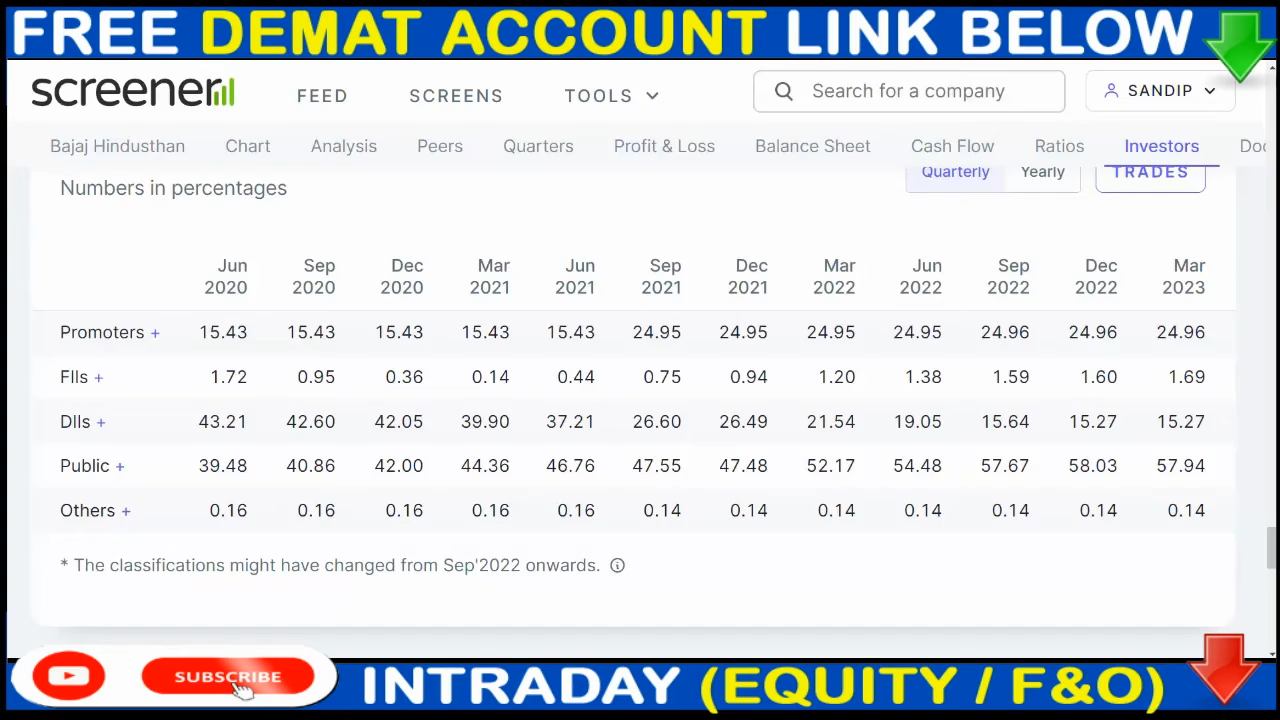 FREE DEMAT ACCOUNT LINK BELOW
screener FEED SCREENS TOOLS Search for a company SANDIP
Bajaj Hindusthan Chart Analysis Peers Quarters Profit & Loss Balance Sheet Cash Flow Ratios Investors Doc
Numbers in percentages Quarterly Yearly TRADES
Jun Sep Dec Mar Jun Sep Dec Mar Jun Sep Dec Mar
2020 2020 2020 2021 2021 2021 2021 2022 2022 2022 2022 2023
Promoters + 15.43 15.43 15.43 15.43 15.43 24.95 24.95 24.95 24.95 24.96 24.96 24.96
FIIs + 1.72 0.95 0.36 0.14 0.44 0.75 0.94 1.20 1.38 1.59 1.60 1.69
DIIs + 43.21 42.60 42.05 39.90 37.21 26.60 26.49 21.54 19.05 15.64 15.27 15.27
Public + 39.48 40.86 42.00 44.36 46.76 47.55 47.48 52.17 54.48 57.67 58.03 57.94
Others + 0.16 0.16 0.16 0.16 0.16 0.14 0.14 0.14 0.14 0.14 0.14 0.14
* The classifications might have changed from Sep'2022 onwards.
SUBSCRIBE INTRADAY (EQUITY / F&O)